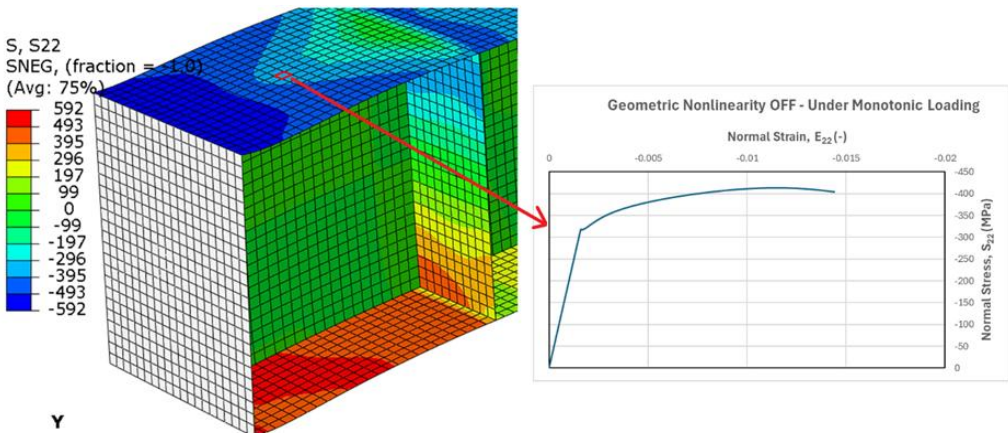 S, S22
SNEG, (fraction = -1.0)
(Avg: 75%)
592
493
395
296
197
99
0
-99
-197
-296
-395
-493
-592
Y
Geometric Nonlinearity OFF - Under Monotonic Loading
Normal Strain, E22 (-)
0 -0.005 -0.01 -0.015 -0.02
-450
-400
-350
-300
-250
-200
-150
-100
-50
0
Normal Stress, S22 (MPa)